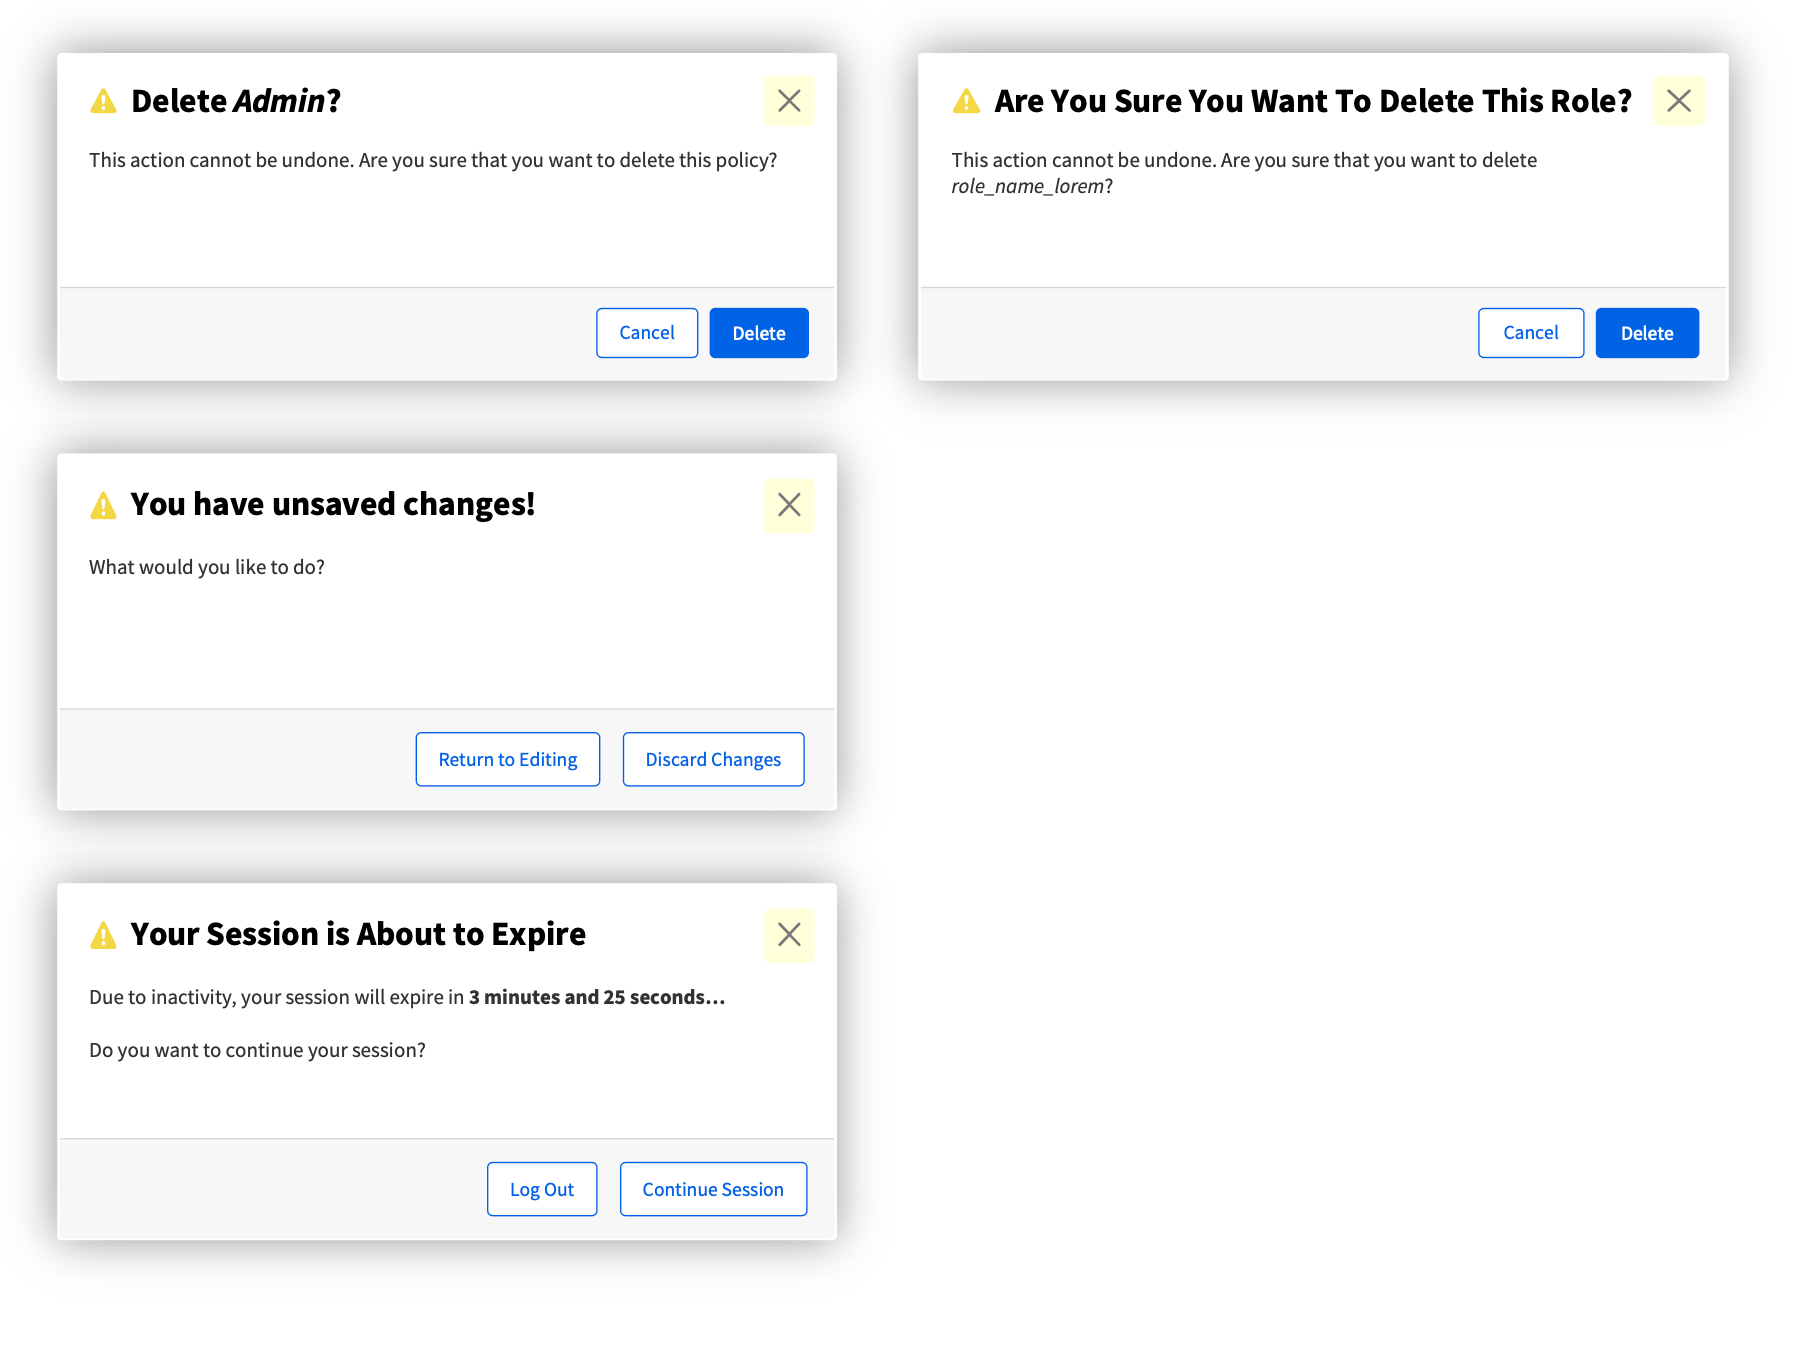 Delete Admin?
This action cannot be undone. Are you sure that you want to delete this policy?
Cancel
Delete
Are You Sure You Want To Delete This Role?
This action cannot be undone. Are you sure that you want to delete
role_name_lorem?
Cancel
Delete
You have unsaved changes!
What would you like to do?
Return to Editing
Discard Changes
Your Session is About to Expire
Due to inactivity, your session will expire in 3 minutes and 25 seconds...
Do you want to continue your session?
Log Out
Continue Session